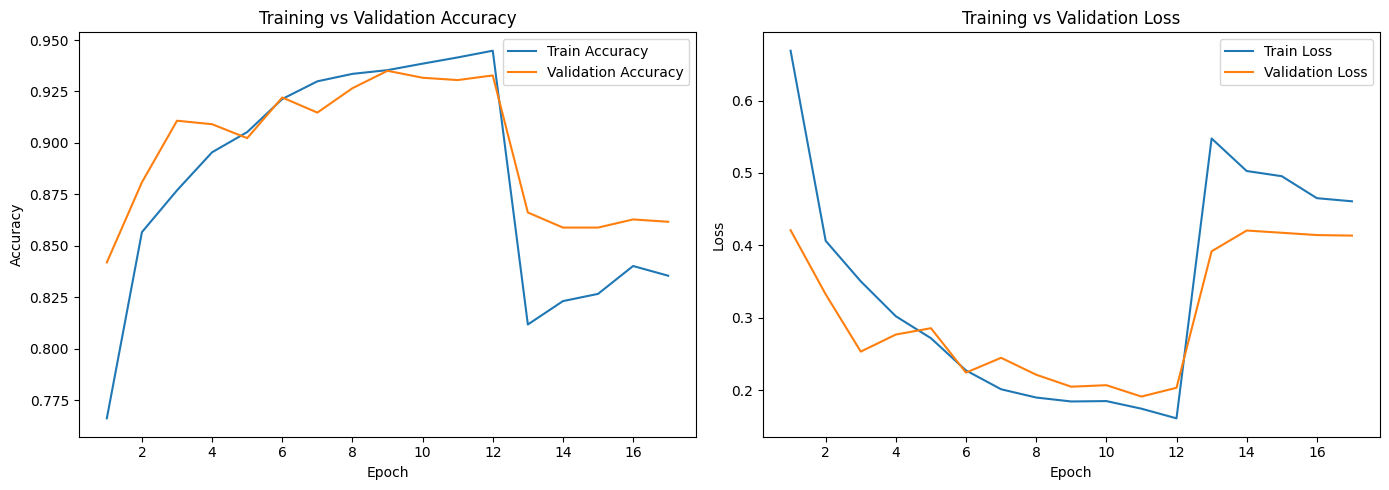 Training vs Validation Accuracy
Train Accuracy
Validation Accuracy
0.950
0.925
0.900
0.875
0.850
0.825
0.800
0.775
Accuracy
2 4 6 8 10 12 14 16
Epoch
Training vs Validation Loss
Train Loss
Validation Loss
0.6
0.5
0.4
0.3
0.2
Loss
2 4 6 8 10 12 14 16
Epoch